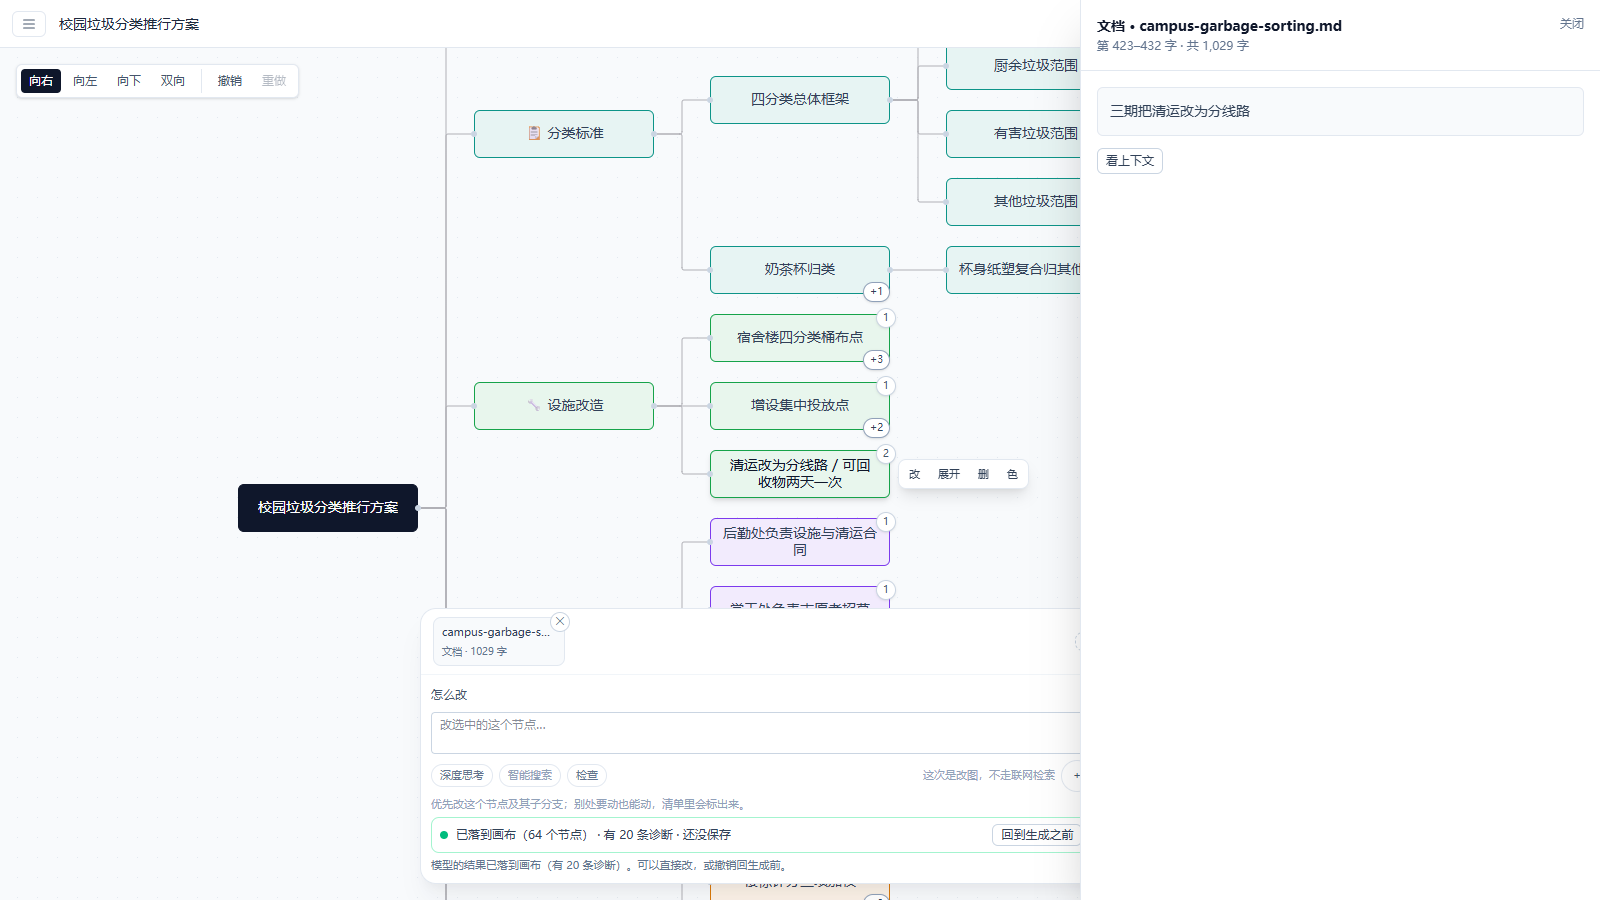 校园垃圾分类推行方案
向右
向左
向下
双向
撤销
重做
📋 分类标准
四分类总体框架
厨余垃圾范围
有害垃圾范围
其他垃圾范围
奶茶杯归类
+1
杯身纸塑复合归其他
🔧 设施改造
宿舍楼四分类桶布点
1
+3
增设集中投放点
1
+2
清运改为分线路 / 可回
收物两天一次
2
改
展开
删
色
校园垃圾分类推行方案
后勤处负责设施与清运合
同
1
1
campus-garbage-s...
文档 · 1029 字
怎么改
改选中的这个节点...
深度思考
智能搜索
检查
这次是改图，不走联网检索
+
优先改这个节点及其子分支；别处要动也能动，清单里会标出来。
已落到画布（64 个节点） · 有 20 条诊断 · 还没保存
回到生成之前
模型的结果已落到画布（有 20 条诊断）。可以直接改，或撤销回生成前。
文档 • campus-garbage-sorting.md
关闭
第 423–432 字 · 共 1,029 字
三期把清运改为分线路
看上下文